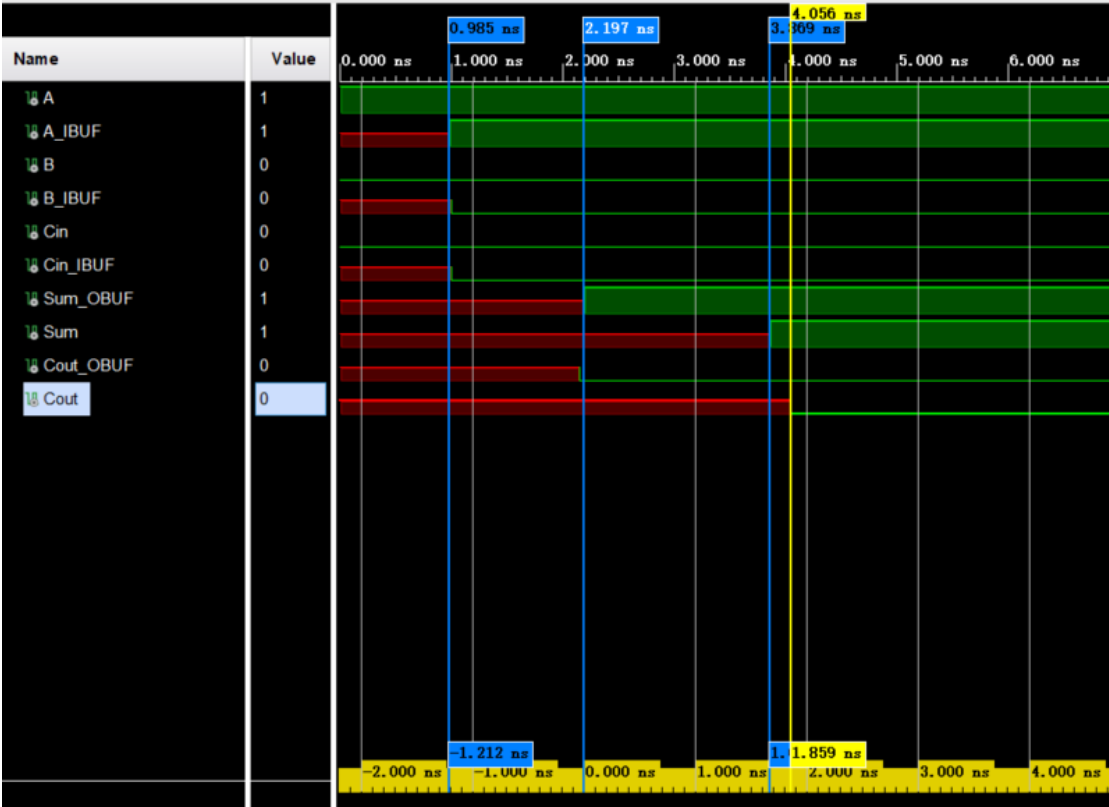 4.056 ns
0.985 ns 2.197 ns 3.869 ns
Name Value 0.000 ns 1.000 ns 2.000 ns 3.000 ns 4.000 ns 5.000 ns 6.000 ns
A 1
A_IBUF 1
B 0
B_IBUF 0
Cin 0
Cin_IBUF 0
Sum_OBUF 1
Sum 1
Cout_OBUF 0
Cout 0
-1.212 ns 1. 1.859 ns
-2.000 ns -1.000 ns 0.000 ns 1.000 ns 2.000 ns 3.000 ns 4.000 ns